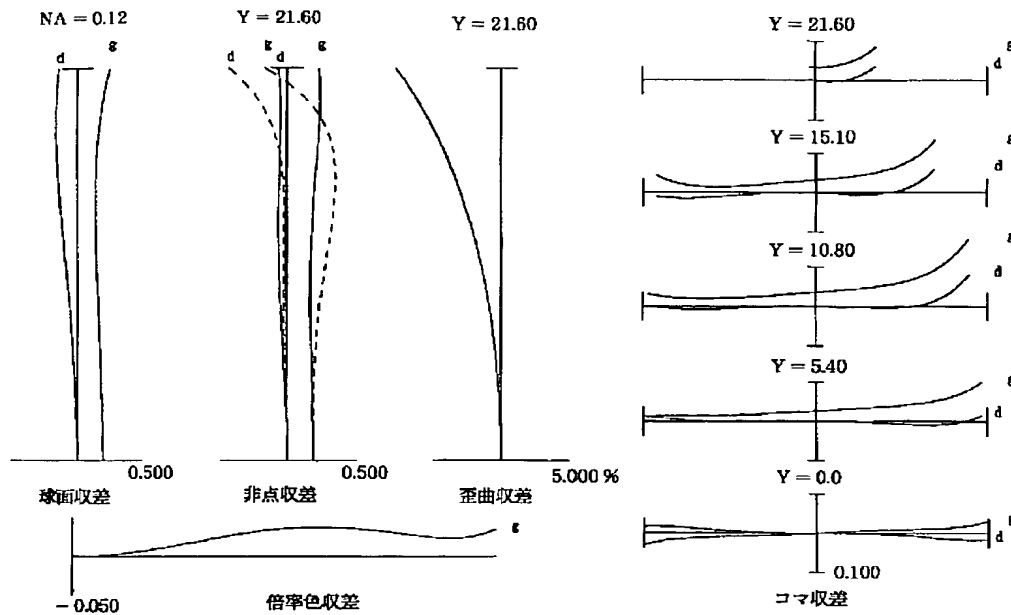 NA = 0.12
d
g
0.500
球面収差
Y = 21.60
d
g
d
g
0.500
非点収差
Y = 21.60
5.000 %
歪曲収差
g
-0.050
倍率色収差
Y = 21.60
g
d
Y = 15.10
g
d
Y = 10.80
g
d
Y = 5.40
g
d
Y = 0.0
g
d
0.100
コマ収差